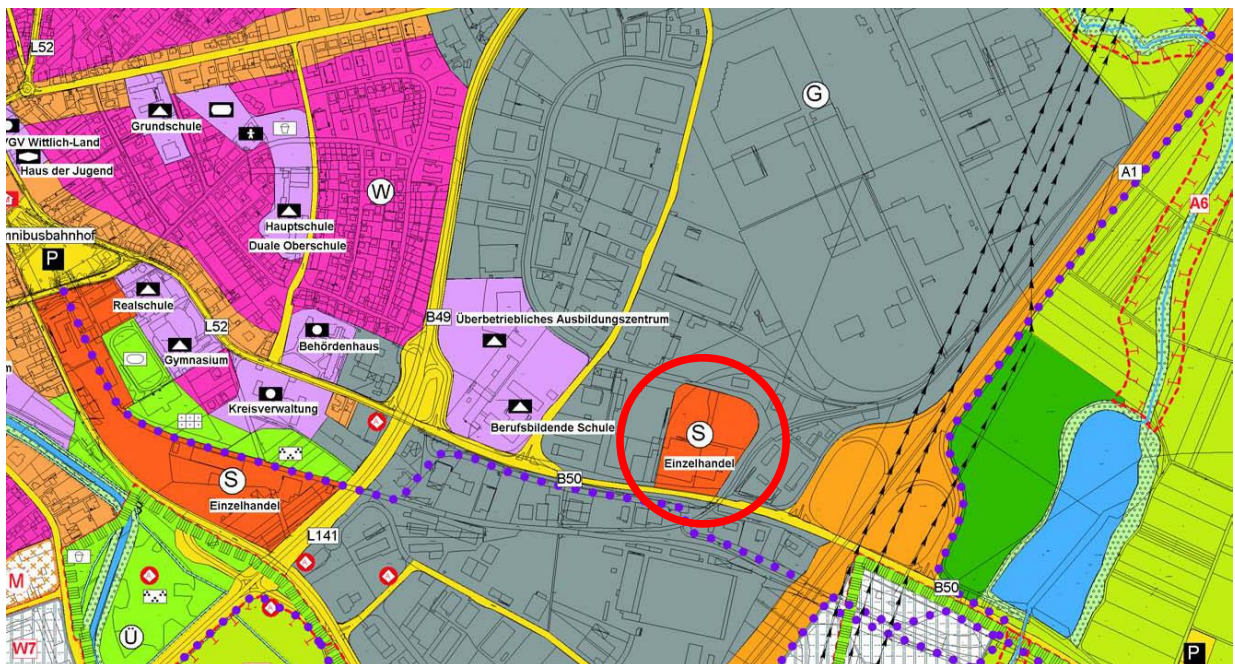 L52
Grundschule
VGV Wittlich-Land
Haus der Jugend
G
W
A1
A6
Hauptschule
Duale Oberschule
P
Realschule
L52
B49
Überbetriebliches Ausbildungszentrum
Behördenhaus
Gymnasium
Kreisverwaltung
Berufsbildende Schule
S
Einzelhandel
B50
S
Einzelhandel
L141
B50
M
Ü
W7
P